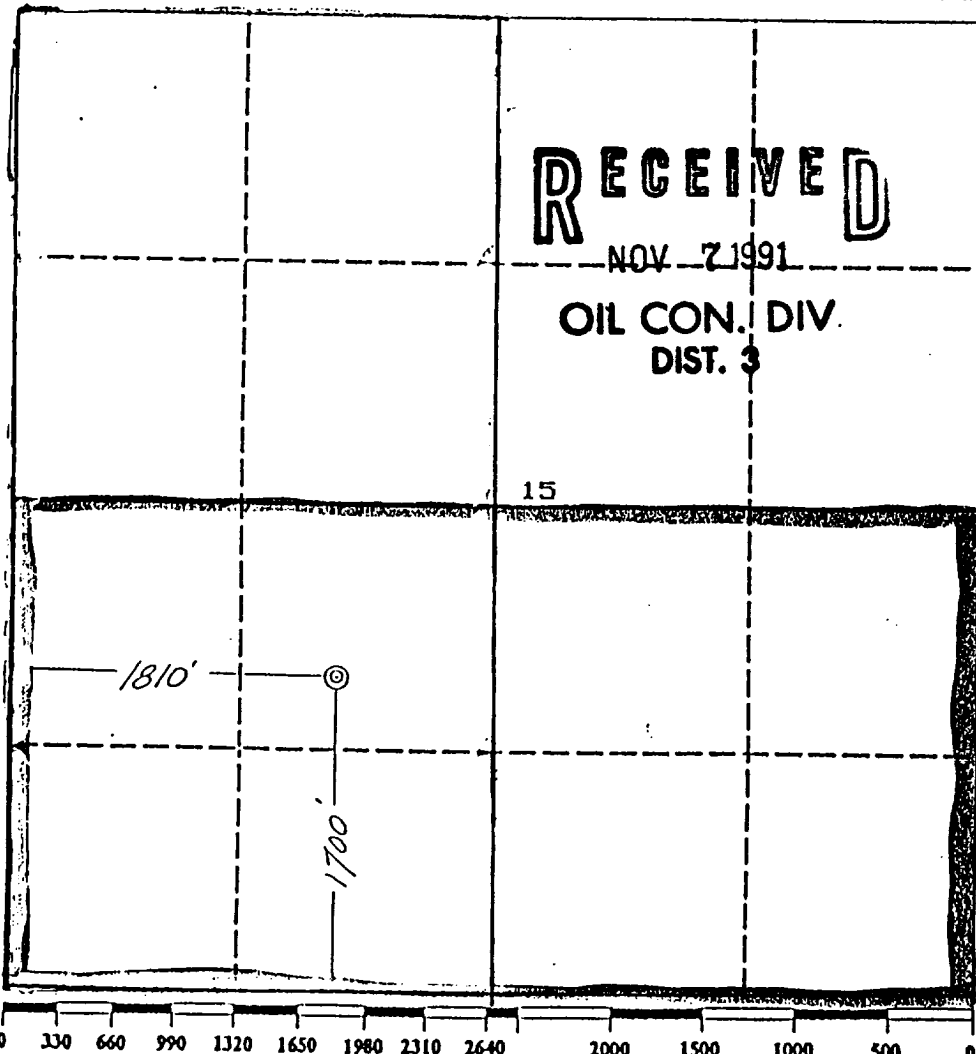 RECEIVED
NOV 7 1991
OIL CON. DIV.
DIST. 3
15
1810'
1700'
0 330 660 990 1320 1650 1980 2310 2640 2000 1500 1000 500 0